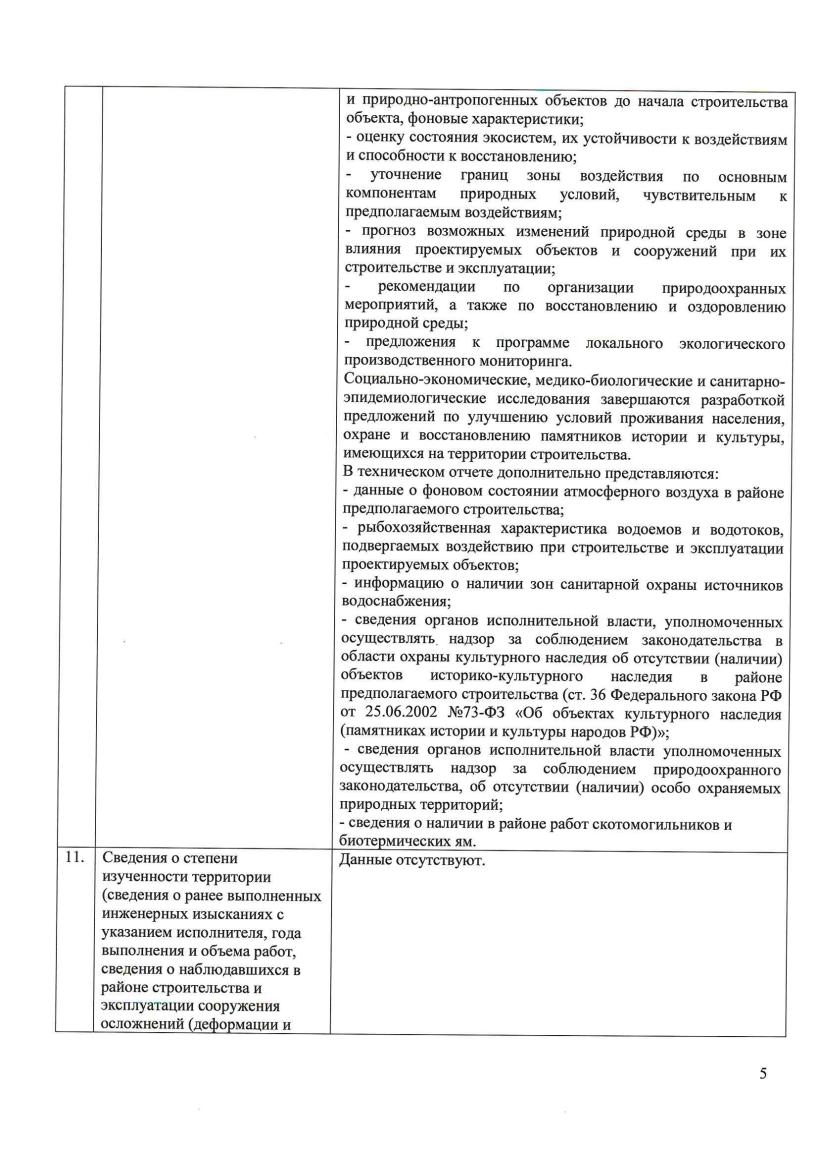 и природно-антропогенных объектов до начала строительства
объекта, фоновые характеристики;
- оценку состояния экосистем, их устойчивости к воздействиям
и способности к восстановлению;
- уточнение границ зоны воздействия по основным
компонентам природных условий, чувствительным к
предполагаемым воздействиям;
- прогноз возможных изменений природной среды в зоне
влияния проектируемых объектов и сооружений при их
строительстве и эксплуатации;
- рекомендации по организации природоохранных
мероприятий, а также по восстановлению и оздоровлению
природной среды;
- предложения к программе локального экологического
производственного мониторинга.
Социально-экономические, медико-биологические и санитарно-
эпидемиологические исследования завершаются разработкой
предложений по улучшению условий проживания населения,
охране и восстановлению памятников истории и культуры,
имеющихся на территории строительства.
В техническом отчете дополнительно представляются:
- данные о фоновом состоянии атмосферного воздуха в районе
предполагаемого строительства;
- рыбохозяйственная характеристика водоемов и водотоков,
подвергаемых воздействию при строительстве и эксплуатации
проектируемых объектов;
- информацию о наличии зон санитарной охраны источников
водоснабжения;
- сведения органов исполнительной власти, уполномоченных
осуществлять надзор за соблюдением законодательства в
области охраны культурного наследия об отсутствии (наличии)
объектов историко-культурного наследия в районе
предполагаемого строительства (ст. 36 Федерального закона РФ
от 25.06.2002 №73-ФЗ «Об объектах культурного наследия
(памятниках истории и культуры народов РФ)»;
- сведения органов исполнительной власти уполномоченных
осуществлять надзор за соблюдением природоохранного
законодательства, об отсутствии (наличии) особо охраняемых
природных территорий;
- сведения о наличии в районе работ скотомогильников и
биотермических ям.
11. Сведения о степени
изученности территории
(сведения о ранее выполненных
инженерных изысканиях с
указанием исполнителя, года
выполнения и объема работ,
сведения о наблюдавшихся в
районе строительства и
эксплуатации сооружения
осложнений (деформации и
Данные отсутствуют.
5